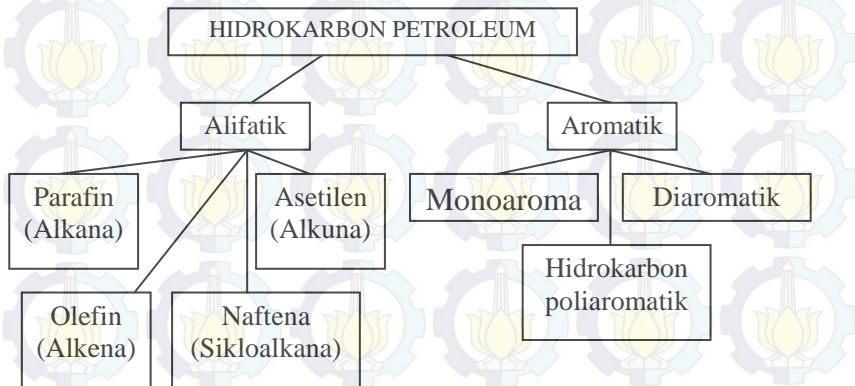 HIDROKARBON PETROLEUM
Alifatik
Aromatik
Parafin
(Alkana)
Asetilen
(Alkuna)
Monoaroma
Diaromatik
Olefin
(Alkena)
Naftena
(Sikloalkana)
Hidrokarbon
poliaromatik